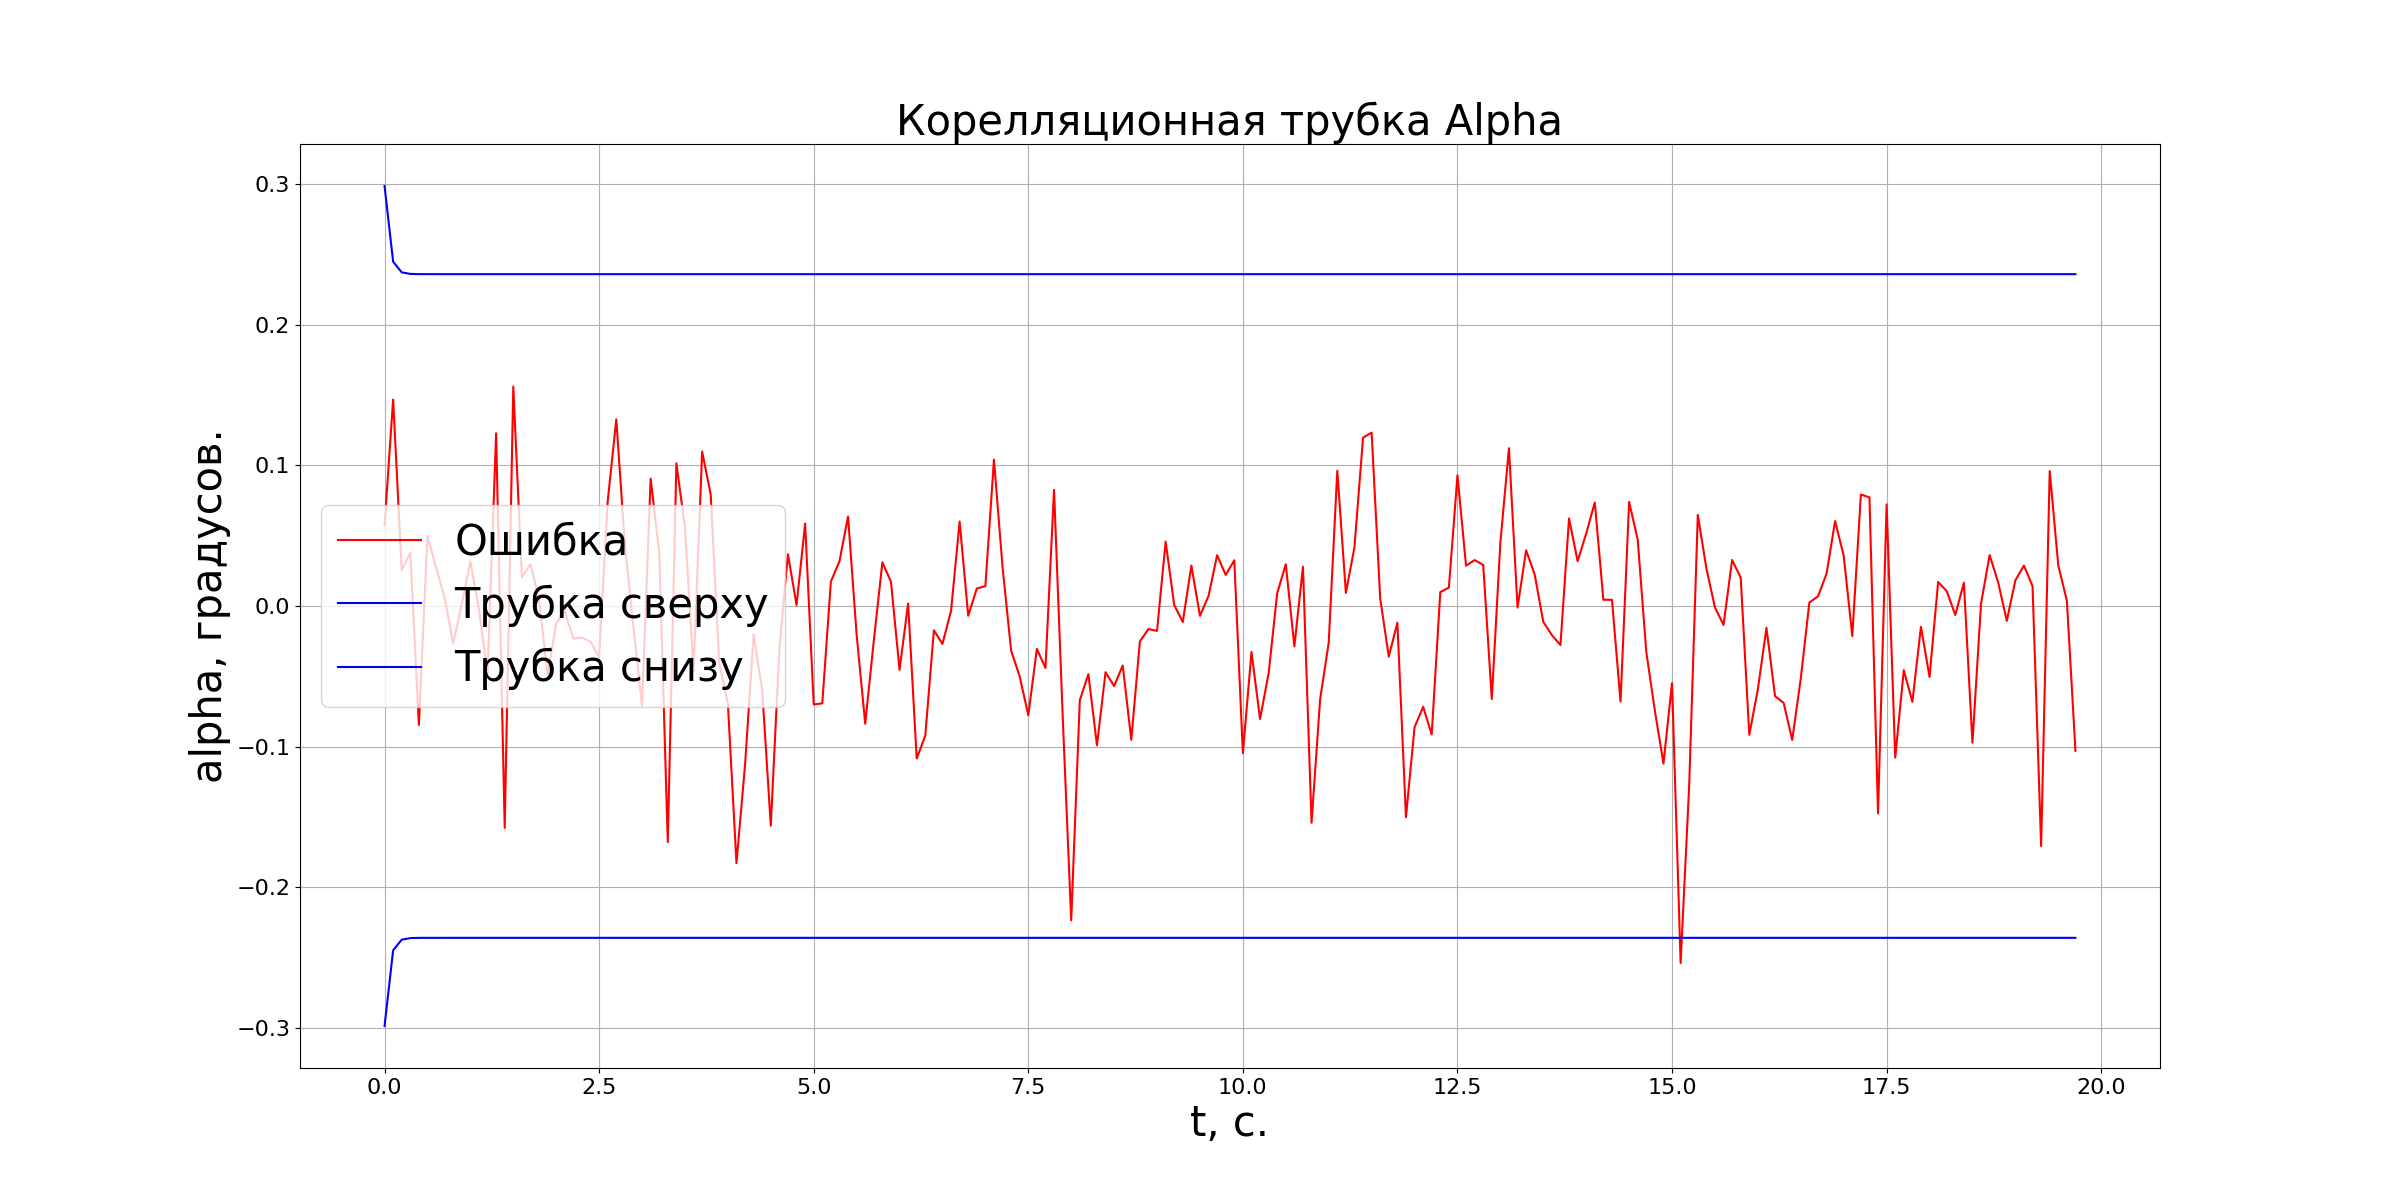 Корелляционная трубка Alpha
0.3
0.2
0.1
0.0
−0.1
−0.2
−0.3
alpha, градусов.
Ошибка
Трубка сверху
Трубка снизу
0.0 2.5 5.0 7.5 10.0 12.5 15.0 17.5 20.0
t, с.